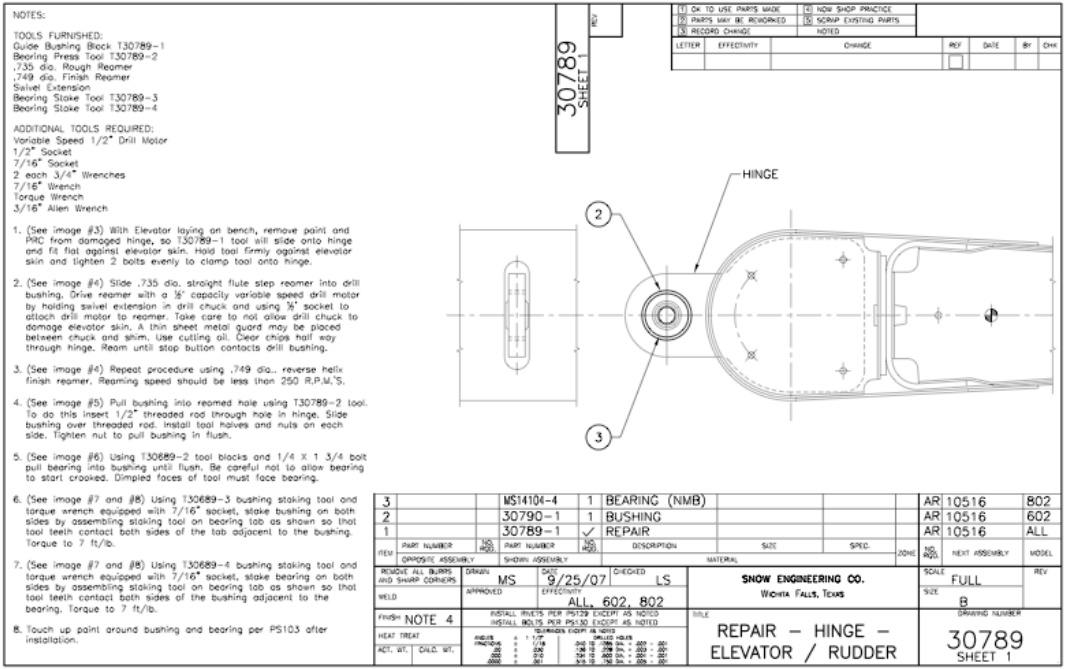 NOTES:
TOOLS FURNISHED:
Guide Bushing Block T30789-1
Bearing Press Tool T30789-2
.735 dia. Rough Reamer
.749 dia. Finish Reamer
Swivel Extension
Bearing Stake Tool T30789-3
Bearing Stake Tool T30789-4
ADDITIONAL TOOLS REQUIRED:
Variable Speed 1/2" Drill Motor
1/2" Socket
7/16" Socket
2 each 3/4" Wrenches
7/16" Wrench
Torque Wrench
3/16" Allen Wrench
1. (See image #3) With Elevator laying on bench, remove paint and
PRC from damaged hinge, so T30789-1 tool will slide onto hinge
and fit flat against elevator skin. Hold tool firmly against elevator
skin and tighten 2 bolts evenly to clamp tool onto hinge.
2. (See image #4) Slide .735 dia. straight flute step reamer into drill
bushing. Drive reamer with a ½" capacity variable speed drill motor
by holding swivel extension in drill chuck and using ½" socket to
attach drill motor to reamer. Take care to not allow drill chuck to
damage elevator skin. A thin sheet metal guard may be placed
between chuck and shim. Use cutting oil. Clear chips half way
through hinge. Ream until stop button contacts drill bushing.
3. (See image #4) Repeat procedure using .749 dia.. reverse helix
finish reamer. Reaming speed should be less than 250 R.P.M.'S.
4. (See image #5) Pull bushing into reamed hole using T30789-2 tool.
To do this insert 1/2" threaded rod through hole in hinge. Slide
bushing over threaded rod. Install tool halves and nuts on each
side. Tighten nut to pull bushing in flush.
5. (See image #6) Using T30689-2 tool blocks and 1/4 X 1 3/4 bolt
pull bearing into bushing until flush. Be careful not to allow bearing
to start crooked. Dimpled faces of tool must face bearing.
6. (See image #7 and #8) Using T30689-3 bushing staking tool and
torque wrench equipped with 7/16" socket, stake bushing on both
sides by assembling staking tool on bearing tab as shown so that
tool teeth contact both sides of the tab adjacent to the bushing.
Torque to 7 ft/lb.
7. (See image #7 and #8) Using T30689-4 bushing staking tool and
torque wrench equipped with 7/16" socket, stake bearing on both
sides by assembling staking tool on bearing tab as shown so that
tool teeth contact both sides of the bushing adjacent to the
bearing. Torque to 7 ft/lb.
8. Touch up paint around bushing and bearing per PS103 after
installation.
30789
SHEET 1
REV
1 OK TO USE PARTS MADE
4 NOW SHOP PRACTICE
2 PARTS MAY BE REWORKED
5 SCRAP EXISTING PARTS
3 RECORD CHANGE
NOTED
LETTER EFFECTIVITY CHANGE REF DATE BY CHK
HINGE
2
3
3 MS14104-4 1 BEARING (NMB) AR 10516 802
2 30790-1 1 BUSHING AR 10516 602
1 30789-1 ✓ REPAIR AR 10516 ALL
ITEM PART NUMBER NO. RQD. PART NUMBER NO. RQD. DESCRIPTION SIZE SPEC. ZONE NO. RQD. NEXT ASSEMBLY MODEL
OPPOSITE ASSEMBLY SHOWN ASSEMBLY MATERIAL
REMOVE ALL BURRS
AND SHARP CORNERS
DRAWN MS
DATE 9/25/07
CHECKED LS
WELD
APPROVED
EFFECTIVITY
ALL, 602, 802
FINISH NOTE 4
INSTALL RIVETS PER PS129 EXCEPT AS NOTED
INSTALL BOLTS PER PS130 EXCEPT AS NOTED
HEAT TREAT
ACT. WT. CALC. WT.
TOLERANCES EXCEPT AS NOTED
ANGLES ± 1 1/2°
FRACTIONS ± 1/16
DRILLED HOLES
SNOW ENGINEERING CO.
WICHITA FALLS, TEXAS
TITLE
REPAIR - HINGE -
ELEVATOR / RUDDER
SCALE
FULL
REV
SIZE
B
DRAWING NUMBER
30789
SHEET 1